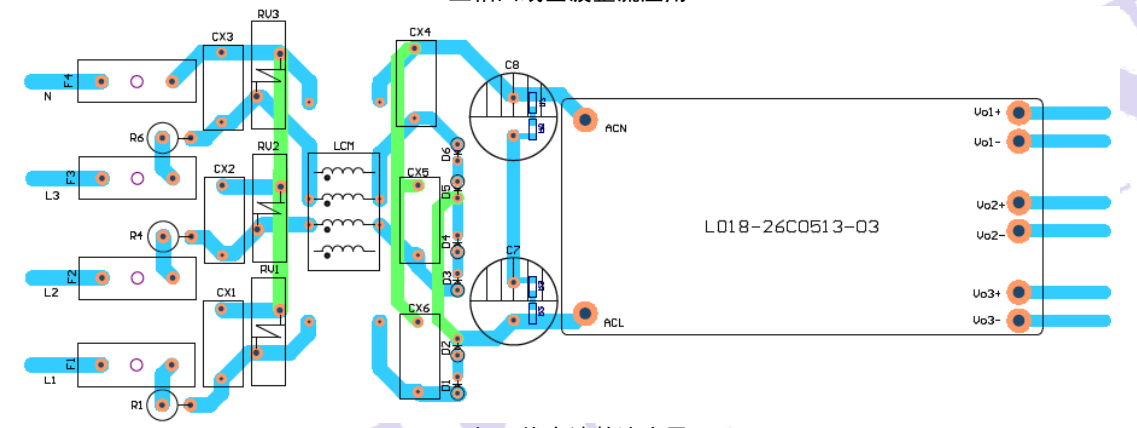 RV3
CX3
CX4
F4
N
C8
ACN
Vo1+
Vo1-
R6
RV2
LCM
D6
F3
L3
CX2
CX5
D5
Vo2+
Vo2-
L018-26C0513-03
R4
D4
C7
F2
L2
RV1
D3
CX1
CX6
Vo3+
Vo3-
ACL
F1
L1
D2
R1
D1